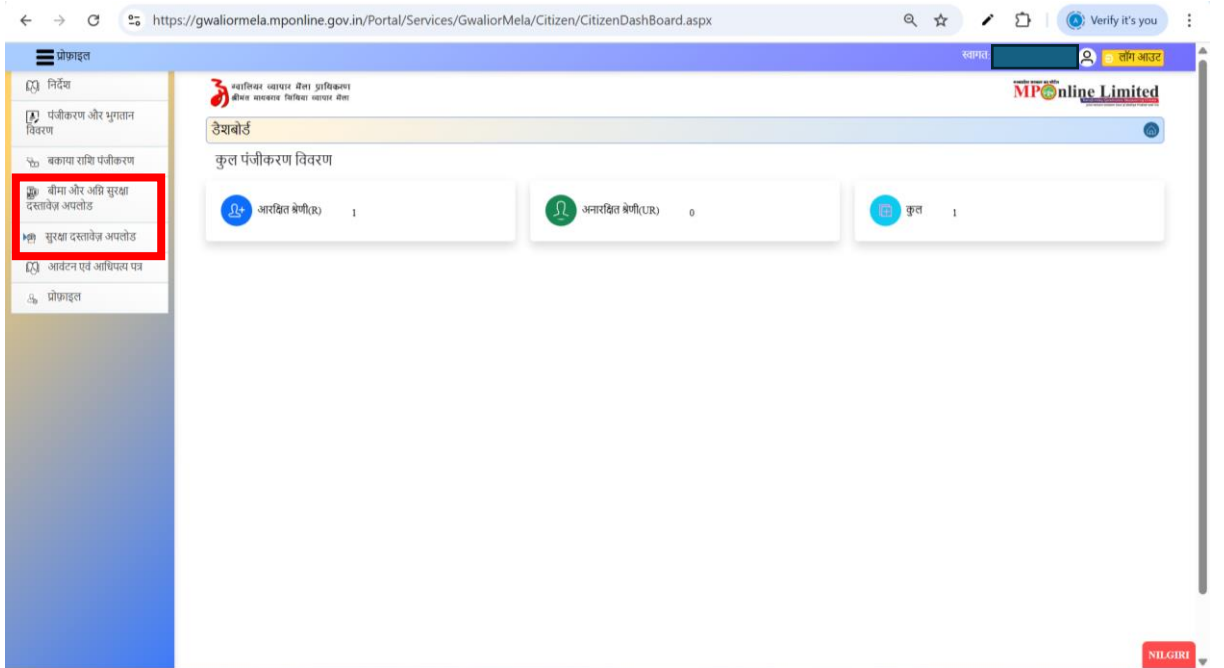 https://gwaliormela.mponline.gov.in/Portal/Services/GwaliorMela/Citizen/CitizenDashBoard.aspx
Verify it's you
प्रोफ़ाइल
स्वागत:
लॉग आउट
निर्देश
पंजीकरण और भुगतान
विवरण
बकाया राशि पंजीकरण
बीमा और अग्नि सुरक्षा
दस्तावेज़ अपलोड
सुरक्षा दस्तावेज़ अपलोड
आवंटन एवं आधिपत्य पत्र
प्रोफ़ाइल
ग्वालियर व्यापार मेला प्राधिकरण
श्रीमंत माधवराव सिंधिया व्यापार मेला
MPOnline Limited
डैशबोर्ड
कुल पंजीकरण विवरण
आरक्षित श्रेणी(R) 1
अनारक्षित श्रेणी(UR) 0
कुल 1
NILGIRI